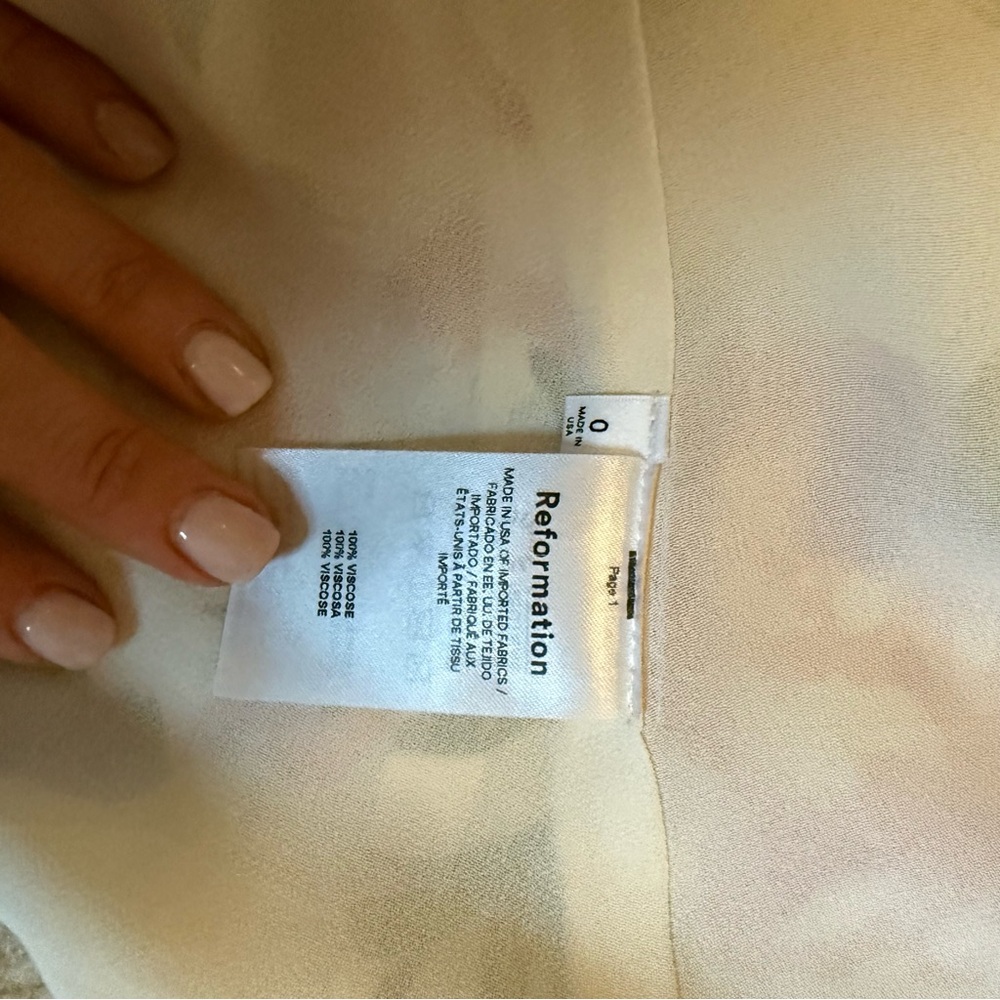 0
MADE IN
USA
Page 1
Reformation
MADE IN USA OF IMPORTED FABRICS /
FABRICADO EN EE. UU. DE TEJIDO
IMPORTADO / FABRIQUÉ AUX
ÉTATS-UNIS À PARTIR DE TISSU
IMPORTÉ
100% VISCOSE
100% VISCOSA
100% VISCOSE